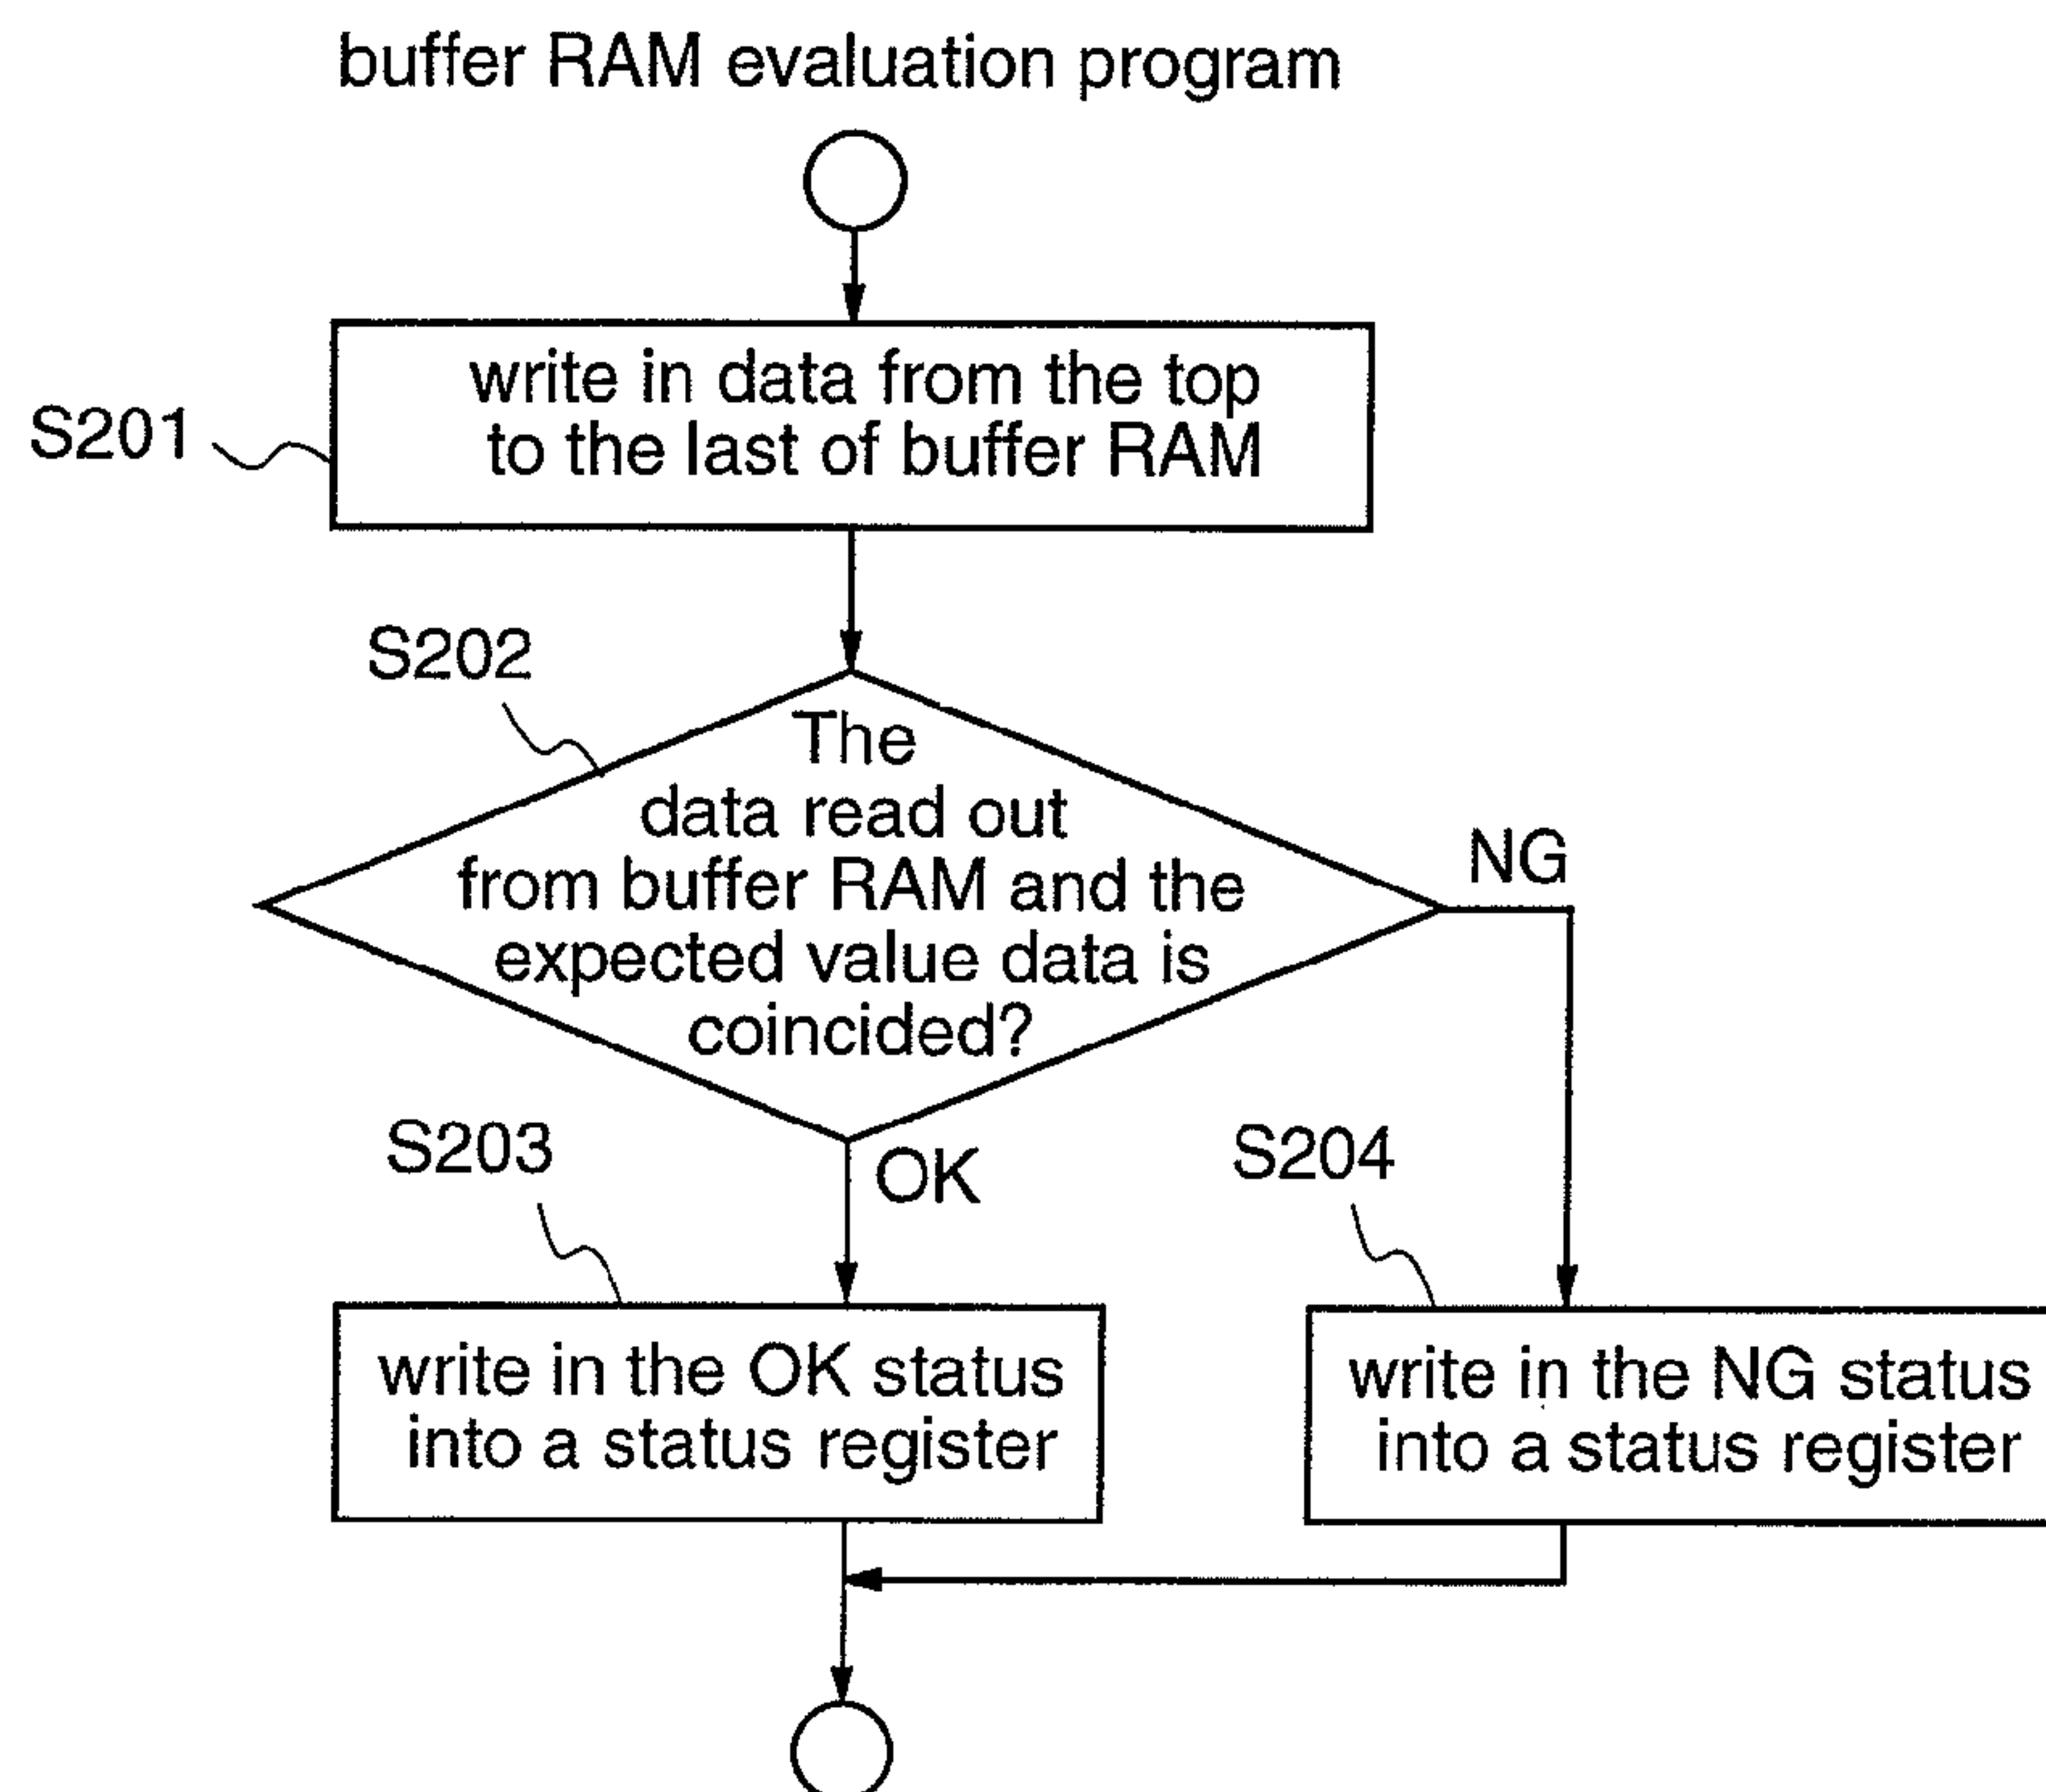 buffer RAM evaluation program
write in data from the top
to the last of buffer RAM
S201
S202
The
data read out
from buffer RAM and the
expected value data is
coincided?
NG
OK
S203
write in the OK status
into a status register
S204
write in the NG status
into a status register